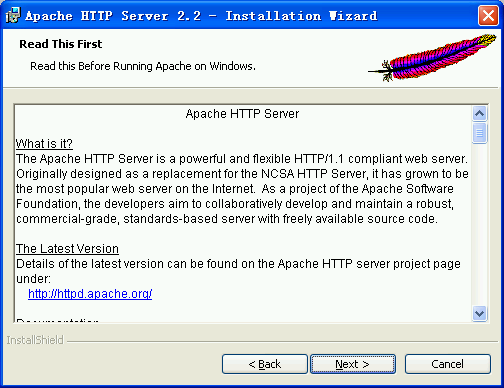 Apache HTTP Server 2.2 - Installation Wizard
Read This First
Read this Before Running Apache on Windows.
Apache HTTP Server
What is it?
The Apache HTTP Server is a powerful and flexible HTTP/1.1 compliant web server.
Originally designed as a replacement for the NCSA HTTP Server, it has grown to be
the most popular web server on the Internet.  As a project of the Apache Software
Foundation, the developers aim to collaboratively develop and maintain a robust,
commercial-grade, standards-based server with freely available source code.
The Latest Version
Details of the latest version can be found on the Apache HTTP server project page
under:
http://httpd.apache.org/
Documentation
InstallShield
< Back
Next >
Cancel